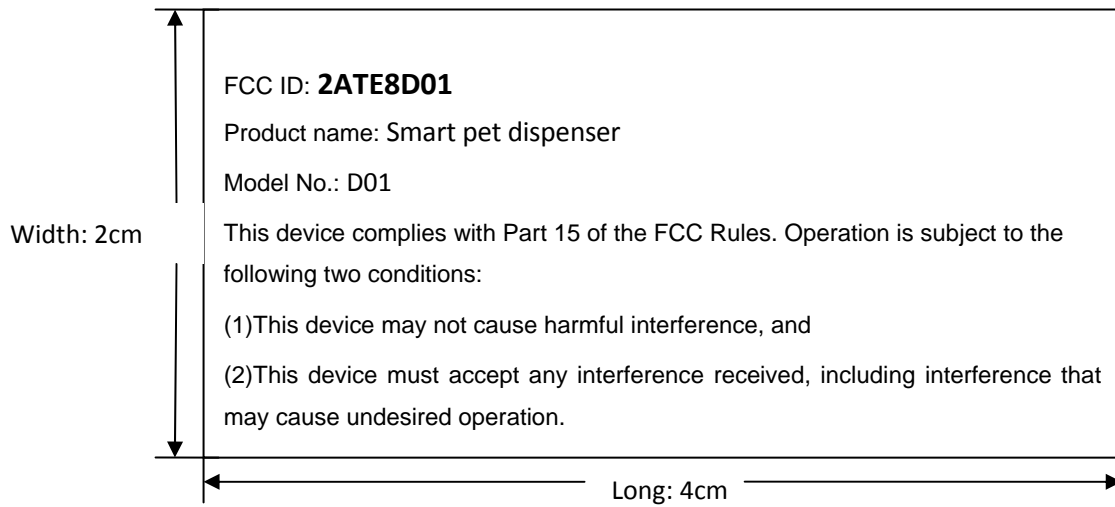 FCC ID: 2ATE8D01
Product name: Smart pet dispenser
Model No.: D01
Width: 2cm
This device complies with Part 15 of the FCC Rules. Operation is subject to the
following two conditions:
(1)This device may not cause harmful interference, and
(2)This device must accept any interference received, including interference that
may cause undesired operation.
Long: 4cm